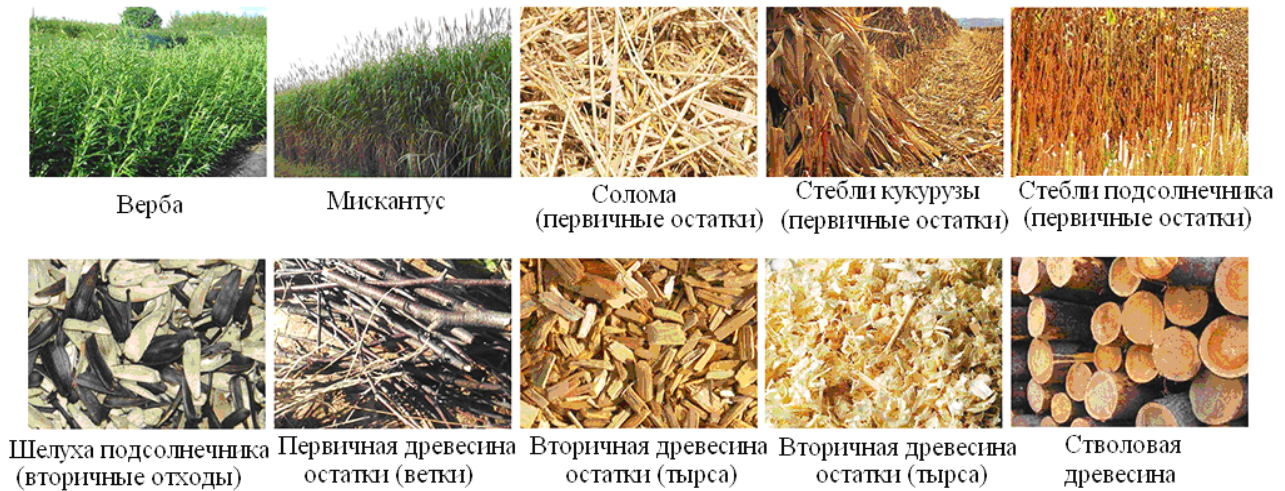 Верба
Мискантус
Солома
(первичные остатки)
Стебли кукурузы
(первичные остатки)
Стебли подсолнечника
(первичные остатки)
Шелуха подсолнечника
(вторичные отходы)
Первичная древесина
остатки (ветки)
Вторичная древесина
остатки (тырса)
Вторичная древесина
остатки (тырса)
Стволовая
древесина